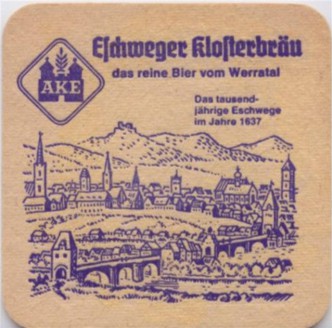 AKE
Eschweger Klosterbräu
das reine Bier vom Werratal
Das tausend-
jährige Eschwege
im Jahre 1637